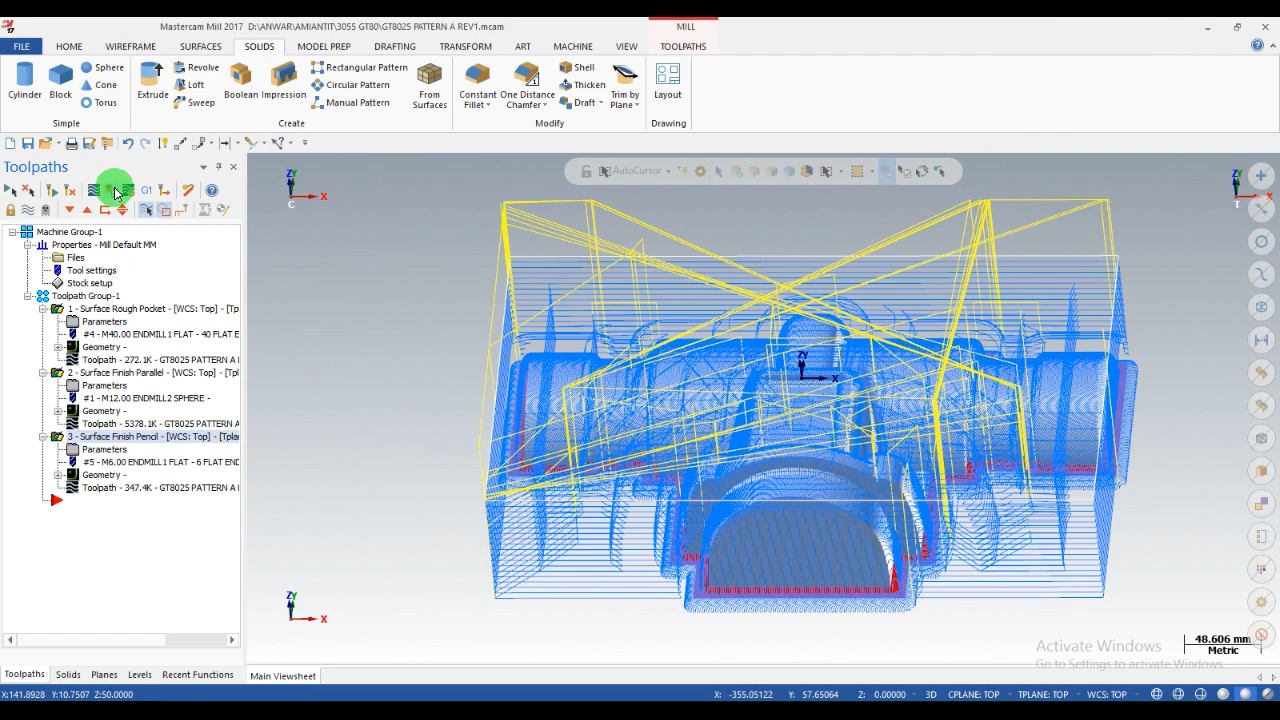 Mastercam Mill 2017 D:\ANWAR\AMIANTIT\3055 GT80\GT8025 PATTERN A REV1.mcam
MILL
FILE HOME WIREFRAME SURFACES SOLIDS MODEL PREP DRAFTING TRANSFORM ART MACHINE VIEW TOOLPATHS
Cylinder Block Sphere Cone Torus
Extrude Revolve Loft Sweep Boolean Impression
Rectangular Pattern
Circular Pattern
Manual Pattern
From Surfaces
Constant Fillet
One Distance Chamfer
Shell
Thicken
Draft
Trim by Plane
Layout
Simple Create Modify Drawing
Toolpaths
AutoCursor
G1
ZY
X
C
ZY
X
T
Machine Group-1
Properties - Mill Default MM
Files
Tool settings
Stock setup
Toolpath Group-1
1 - Surface Rough Pocket - [WCS: Top] - [Tpl
Parameters
#4 - M40.00 ENDMILL1 FLAT - 40 FLAT E
Geometry -
Toolpath - 272.1K - GT8025 PATTERN A I
2 - Surface Finish Parallel - [WCS: Top] - [Tpl
Parameters
#1 - M12.00 ENDMILL2 SPHERE -
Geometry -
Toolpath - 5378.1K - GT8025 PATTERN A
3 - Surface Finish Pencil - [WCS: Top] - [Tplan
Parameters
#5 - M6.00 ENDMILL1 FLAT - 6 FLAT END
Geometry -
Toolpath - 347.4K - GT8025 PATTERN A I
ZY
X
ZY
X
48.606 mm
Metric
Activate Windows
Go to Settings to activate Windows.
Toolpaths Solids Planes Levels Recent Functions
Main Viewsheet
X:141.8928 Y:10.7507 Z:50.0000
X: -355.05122 Y: 57.65064 Z: 0.00000 3D CPLANE: TOP TPLANE: TOP WCS: TOP